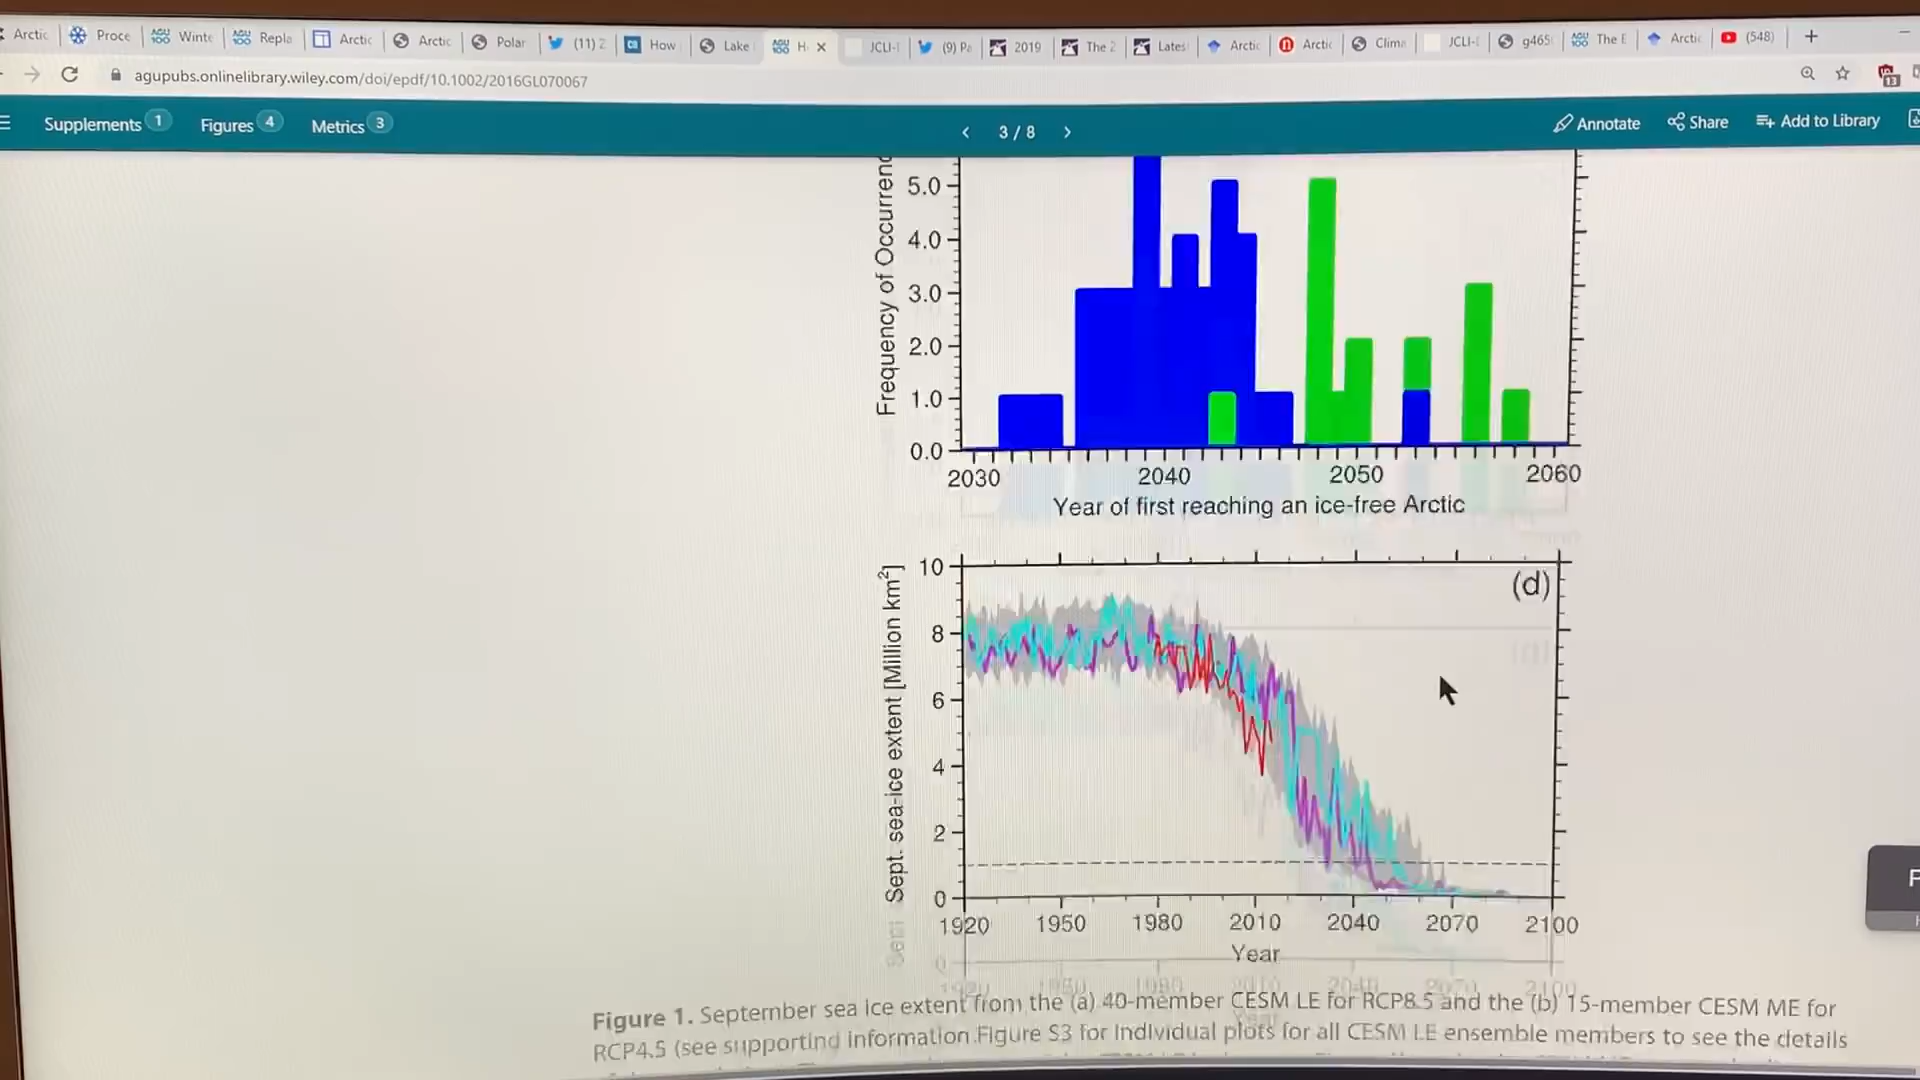 Arctic Proce Winte Repla Arctic Arctic Polar (11) 2 How Lake H JCLI-I (9) Pa 2019 The 2 Lates Arctic Arctic Clima JCLI-I g465 The E Arctic (548)
agupubs.onlinelibrary.wiley.com/doi/epdf/10.1002/2016GL070067
13
Supplements 1 Figures 4 Metrics 3 3 / 8 Annotate Share Add to Library
Frequency of Occurrenc
5.0
4.0
3.0
2.0
1.0
0.0
2030 2040 2050 2060
Year of first reaching an ice-free Arctic
(d)
Sept. sea-ice extent [Million km²]
10
8
6
4
2
0
1920 1950 1980 2010 2040 2070 2100
Year
Figure 1. September sea ice extent from the (a) 40-member CESM LE for RCP8.5 and the (b) 15-member CESM ME for
RCP4.5 (see supporting information Figure S3 for Individual plots for all CESM LE ensemble members to see the details